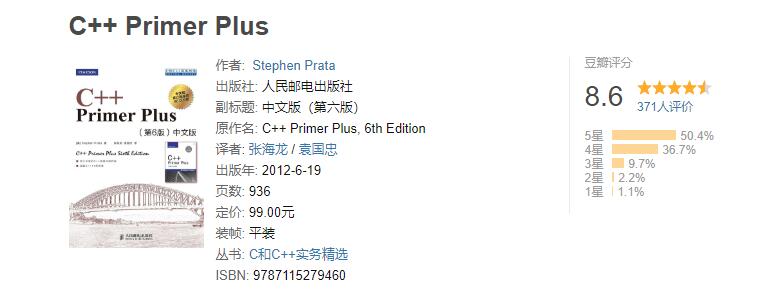 C++ Primer Plus
作者: Stephen Prata
出版社: 人民邮电出版社
副标题: 中文版（第六版）
原作名: C++ Primer Plus, 6th Edition
译者: 张海龙 / 袁国忠
出版年: 2012-6-19
页数: 936
定价: 99.00元
装帧: 平装
丛书: C和C++实务精选
ISBN: 9787115279460
豆瓣评分
8.6
371人评价
5星 50.4%
4星 36.7%
3星 9.7%
2星 2.2%
1星 1.1%
C++
Primer Plus
（第6版）中文版
C++ Primer Plus Sixth Edition